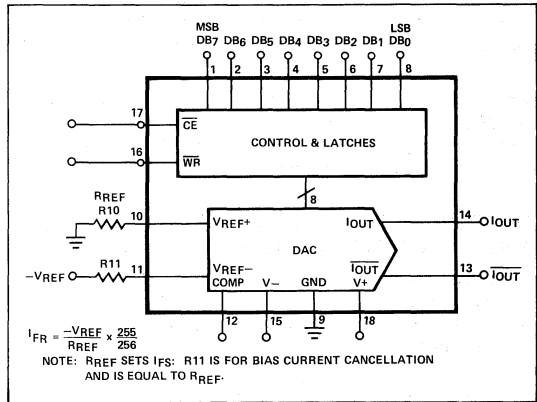 MSB LSB
DB7 DB6 DB5 DB4 DB3 DB2 DB1 DB0
1 2 3 4 5 6 7 8
17 CE
CONTROL & LATCHES
16 WR
8
RREF
R10 10 VREF+ IOUT 14 IOUT
DAC
R11
-VREF 11 VREF- IOUT 13 IOUT
COMP V- GND V+
12 15 9 18
IFR = -VREF/RREF x 255/256
NOTE: RREF SETS IFS: R11 IS FOR BIAS CURRENT CANCELLATION
AND IS EQUAL TO RREF.